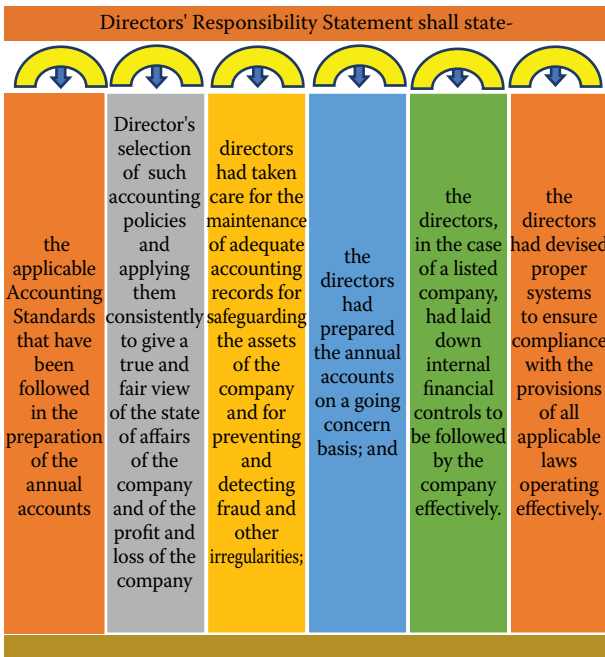 Directors' Responsibility Statement shall state-
the
applicable
Accounting
Standards
that have
been
followed
in the
preparation
of the
annual
accounts
Director's
selection
of such
accounting
policies
and
applying
them
consistently
to give a
true and
fair view
of the state
of affairs
of the
company
and of the
profit and
loss of the
company
directors
had taken
care for the
maintenance
of adequate
accounting
records for
safeguarding
the assets
of the
company
and for
preventing
and
detecting
fraud and
other
irregularities;
the
directors
had
prepared
the annual
accounts
on a going
concern
basis; and
the
directors,
in the case
of a listed
company,
had laid
down
internal
financial
controls to
be followed
by the
company
effectively.
the
directors
had devised
proper
systems
to ensure
compliance
with the
provisions
of all
applicable
laws
operating
effectively.